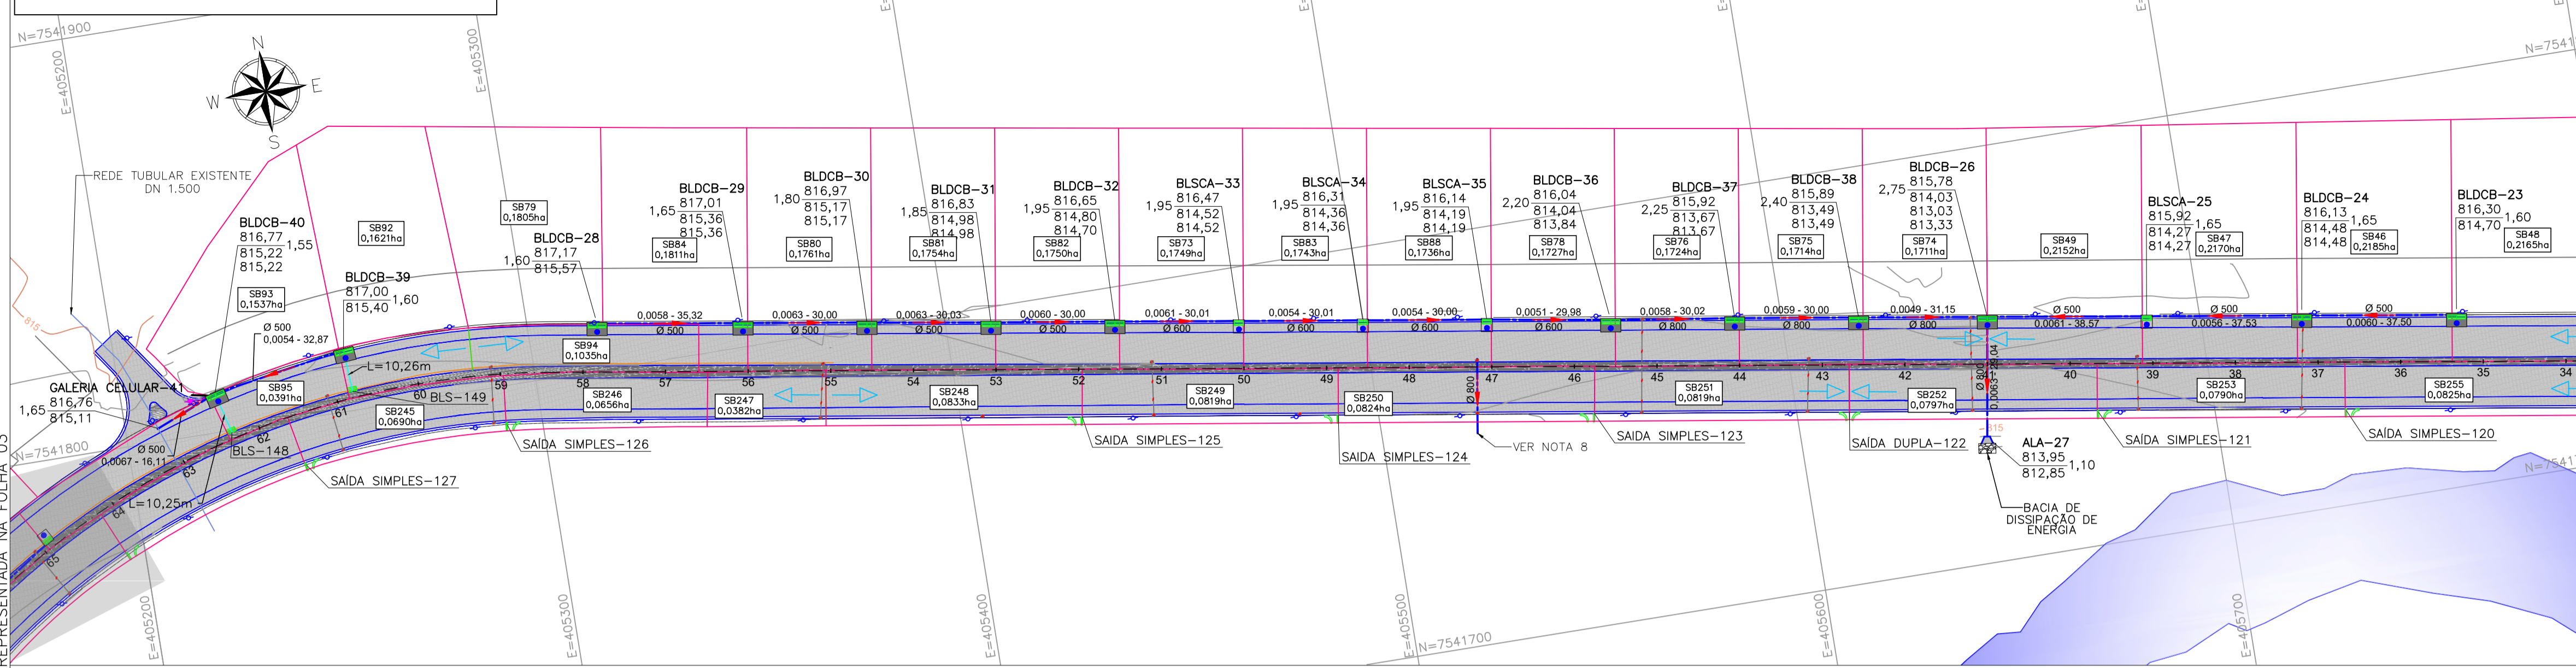 N=7541900
E=405200
E=405300
N
E
S
W
REDE TUBULAR EXISTENTE
DN 1.500
BLDCB-40
816,77
815,22
815,22
1,55
SB92
0,1621ha
SB93
0,1537ha
BLDCB-39
817,00
815,40
1,60
SB79
0,1805ha
BLDCB-28
817,17
815,57
1,60
BLDCB-29
817,01
815,36
815,36
1,65
SB84
0,1811ha
BLDCB-30
816,97
815,17
815,17
1,80
SB80
0,1761ha
BLDCB-31
816,83
814,98
814,98
1,85
SB81
0,1754ha
BLDCB-32
816,65
814,80
814,70
1,95
SB82
0,1750ha
BLSCA-33
816,47
814,52
814,52
1,95
SB73
0,1749ha
BLSCA-34
816,31
814,36
814,36
1,95
SB83
0,1743ha
BLSCA-35
816,14
814,19
814,19
1,95
SB88
0,1736ha
BLDCB-36
816,04
814,04
813,84
2,20
SB78
0,1727ha
BLDCB-37
815,92
813,67
813,67
2,25
SB76
0,1724ha
BLDCB-38
815,89
813,49
813,49
2,40
SB75
0,1714ha
BLDCB-26
815,78
814,03
813,03
813,33
2,75
SB74
0,1711ha
SB49
0,2152ha
BLSCA-25
815,92
814,27
814,27
1,65
SB47
0,2170ha
BLDCB-24
816,13
814,48
814,48
1,65
SB46
0,2185ha
BLDCB-23
816,30
814,70
1,60
SB48
0,2165ha
815
Ø 500
0,0054 - 32,87
0,0058 - 35,32
Ø 500
0,0063 - 30,00
Ø 500
0,0063 - 30,03
Ø 500
0,0060 - 30,00
Ø 500
0,0061 - 30,01
Ø 600
0,0054 - 30,01
Ø 600
0,0054 - 30,00
Ø 600
0,0051 - 29,98
Ø 600
0,0058 - 30,02
Ø 800
0,0059 - 30,00
Ø 800
0,0049 - 31,15
Ø 800
Ø 500
0,0061 - 38,57
Ø 500
0,0056 - 37,53
Ø 500
0,0060 - 37,50
SB94
0,1035ha
L=10,26m
SB95
0,0391ha
GALERIA CELULAR-41
816,76
815,11
1,65
Ø 500
0,0067 - 16,11
N=7541800
BLS-148
BLS-149
L=10,25m
SB245
0,0690ha
SB246
0,0656ha
SB247
0,0382ha
SB248
0,0833ha
SB249
0,0819ha
SB250
0,0824ha
SB251
0,0819ha
SB252
0,0797ha
SB253
0,0790ha
SB255
0,0825ha
65
64
63
62
61
60
59
58
57
56
55
54
53
52
51
50
49
48
47
46
45
44
43
42
40
39
38
37
36
35
34
Ø 800
Ø 800
0,0063 - 29,04
SAÍDA SIMPLES-127
SAÍDA SIMPLES-126
SAÍDA SIMPLES-125
SAIDA SIMPLES-124
VER NOTA 8
SAÍDA SIMPLES-123
SAÍDA DUPLA-122
SAÍDA SIMPLES-121
SAÍDA SIMPLES-120
815
ALA-27
813,95
812,85
1,10
BACIA DE
DISSIPAÇÃO DE
ENERGIA
REPRESENTADA NA FOLHA 03
E=405200
E=405300
E=405400
E=405500
N=7541700
E=405600
E=405700